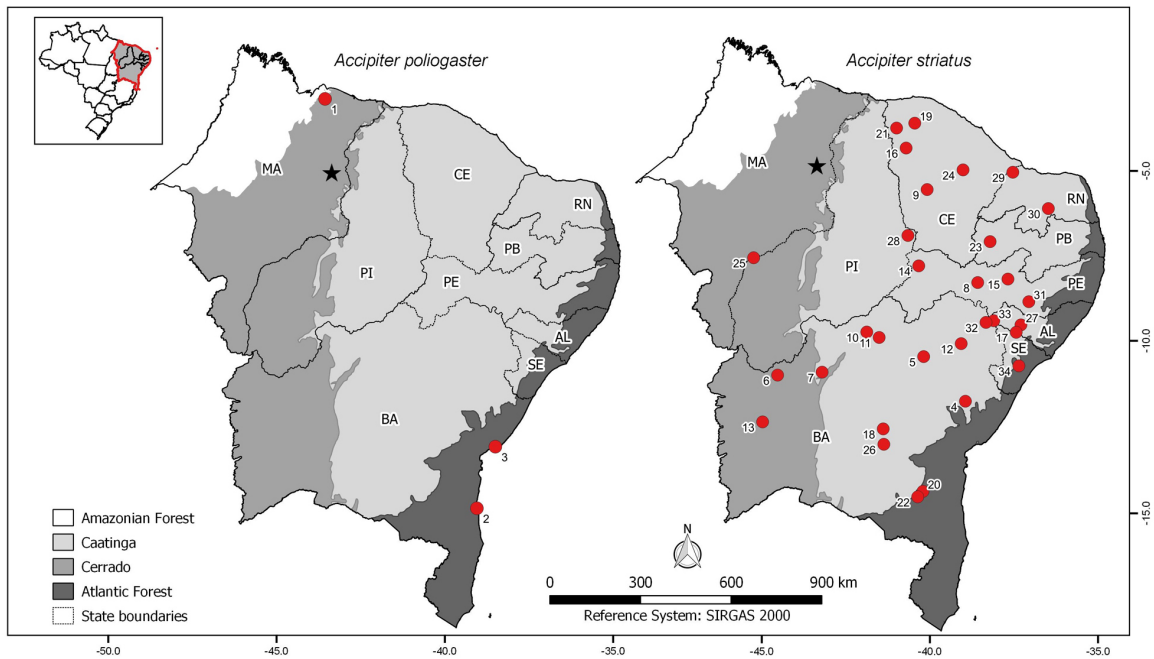 Accipiter poliogaster
Accipiter striatus
1
MA
CE
RN
PB
PI
PE
AL
SE
BA
3
2
19
21
16
MA
24
29
9
CE
RN
30
28
23
PB
25
14
PI
8
15
PE
31
33
27
32
10
11
17
AL
12
SE
5
6
7
34
4
13
18
BA
26
20
22
-5.0
-10.0
-15.0
Amazonian Forest
Caatinga
Cerrado
Atlantic Forest
State boundaries
N
0 300 600 900 km
Reference System: SIRGAS 2000
-50.0 -45.0 -40.0 -35.0 -45.0 -40.0 -35.0